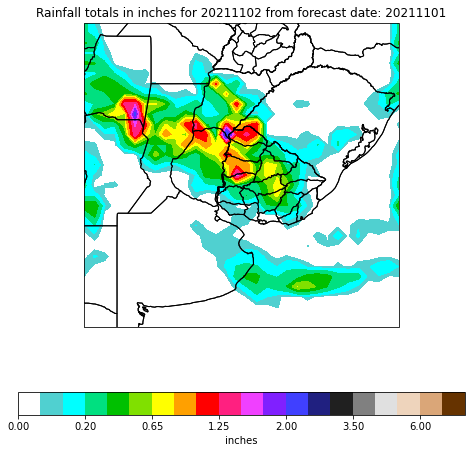 Rainfall totals in inches for 20211102 from forecast date: 20211101
0.00 0.20 0.65 1.25 2.00 3.50 6.00
inches